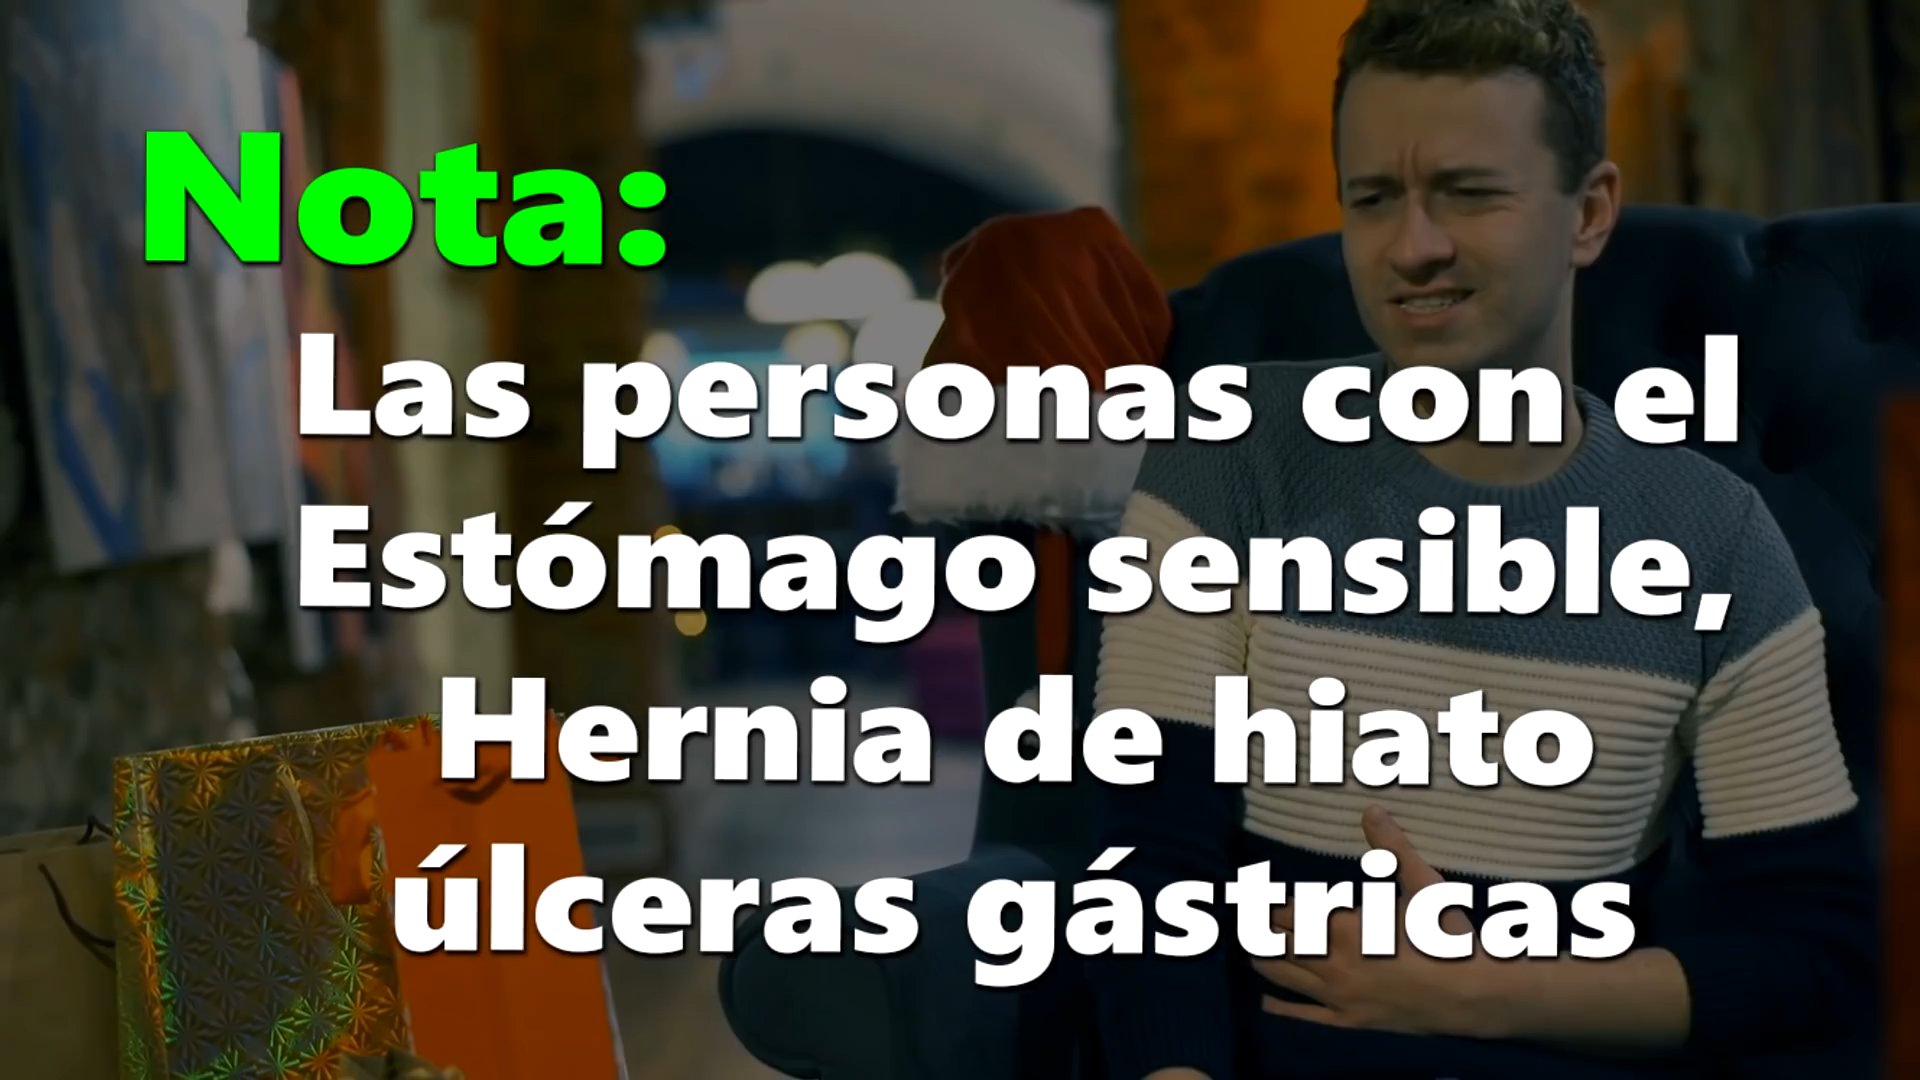 Nota:
Las personas con el
Estómago sensible,
Hernia de hiato
úlceras gástricas